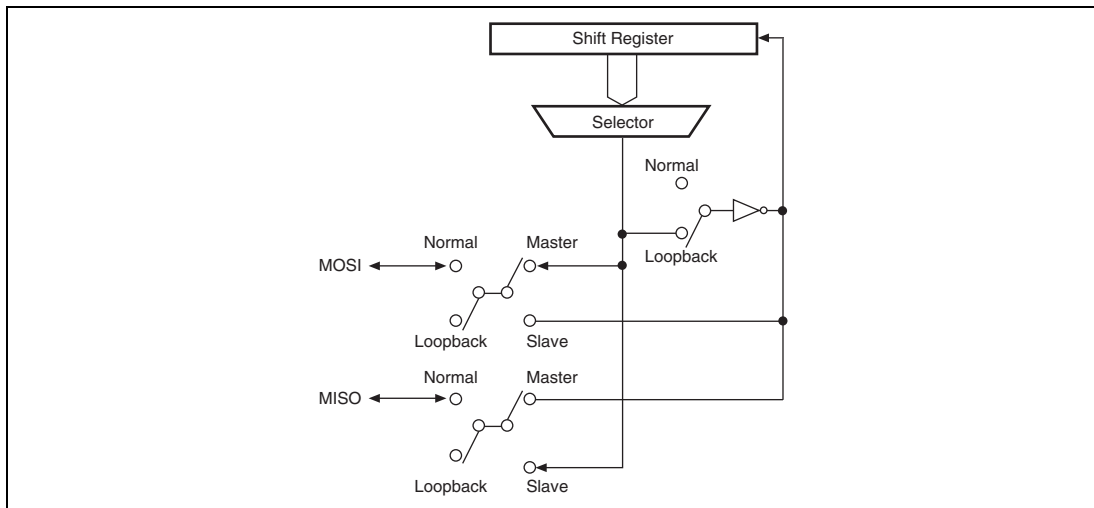 Shift Register
Selector
Normal
Loopback
Normal
Master
MOSI
Loopback
Slave
Normal
Master
MISO
Loopback
Slave